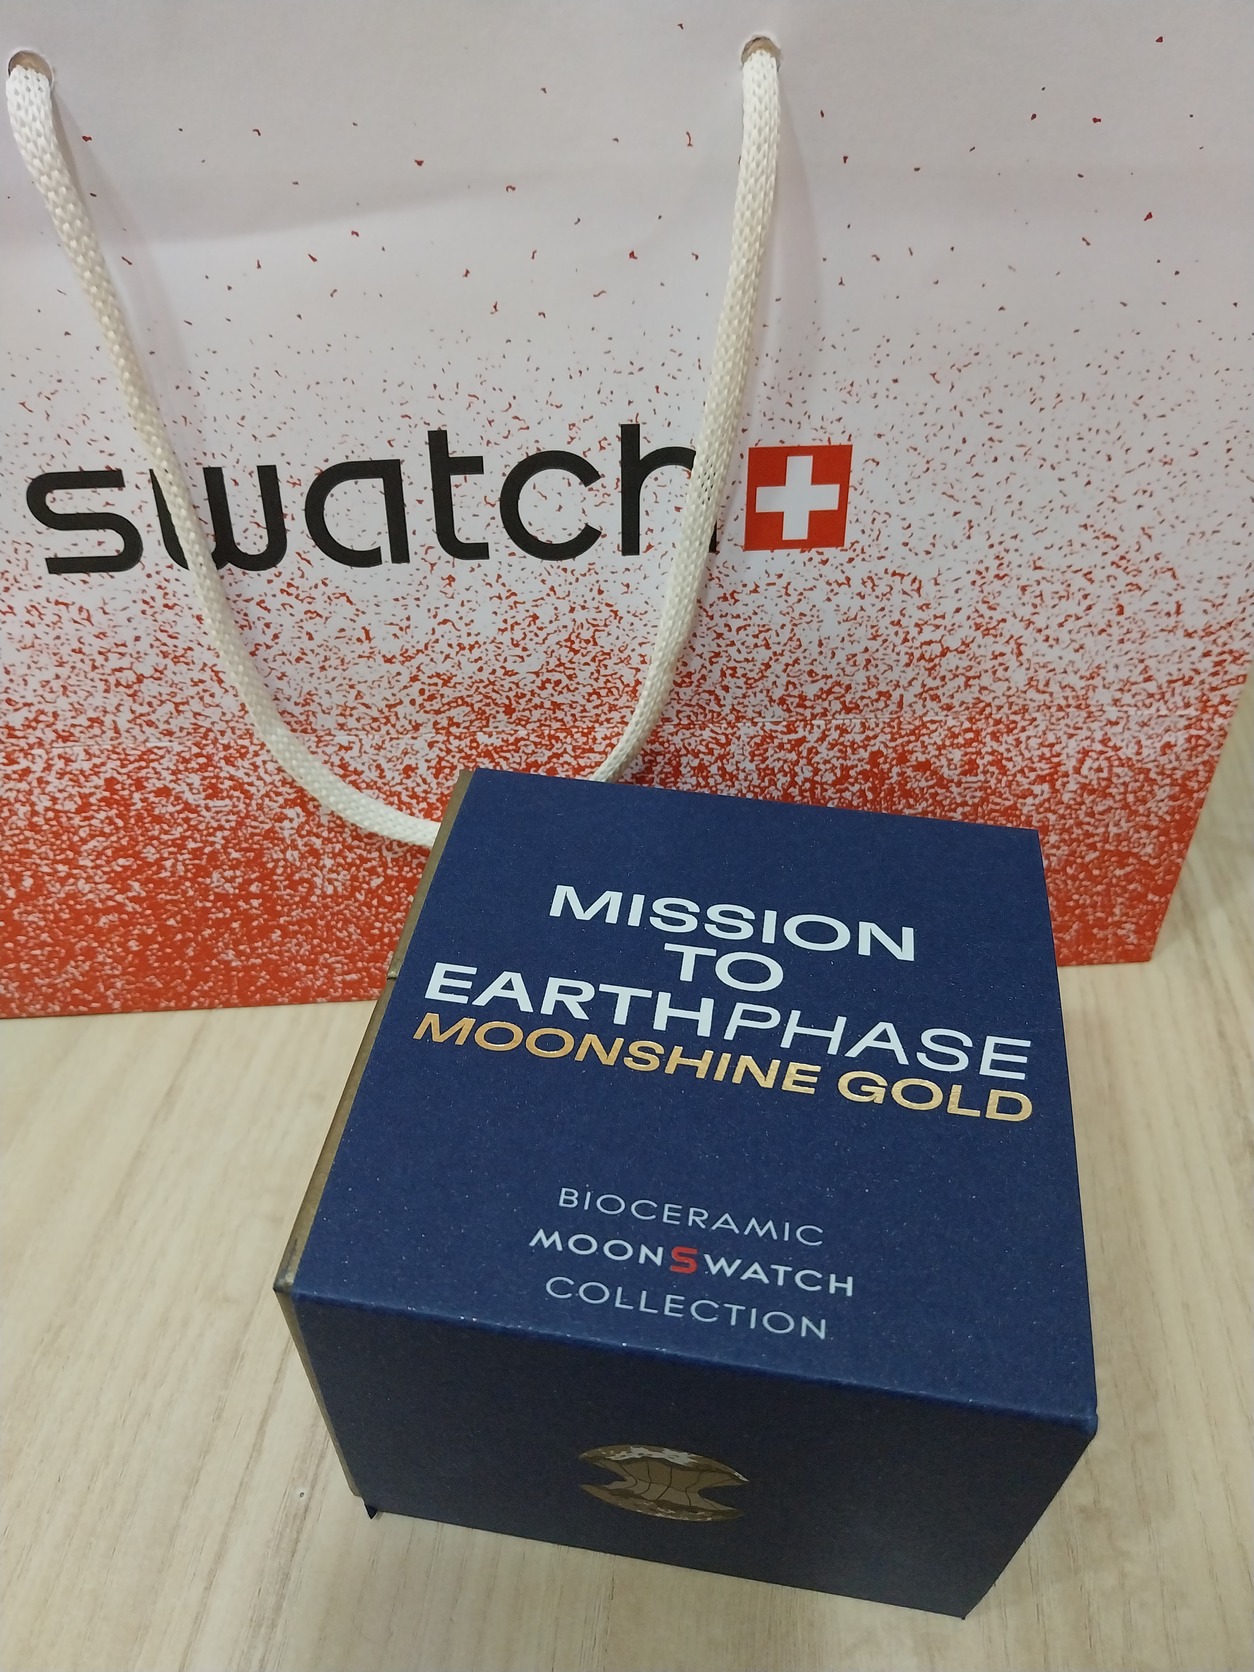 swatch
MISSION
TO
EARTHPHASE
MOONSHINE GOLD
BIOCERAMIC
MOONSWATCH
COLLECTION